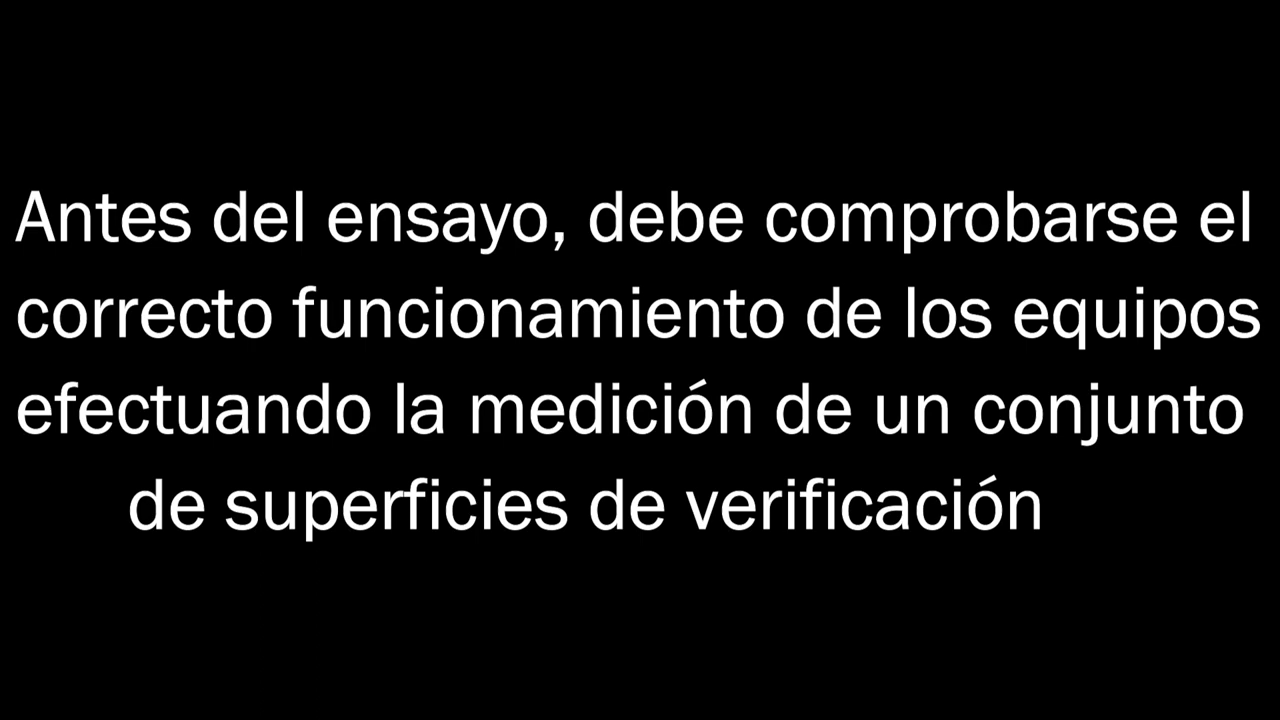 Antes del ensayo, debe comprobarse el
correcto funcionamiento de los equipos
efectuando la medición de un conjunto
de superficies de verificación